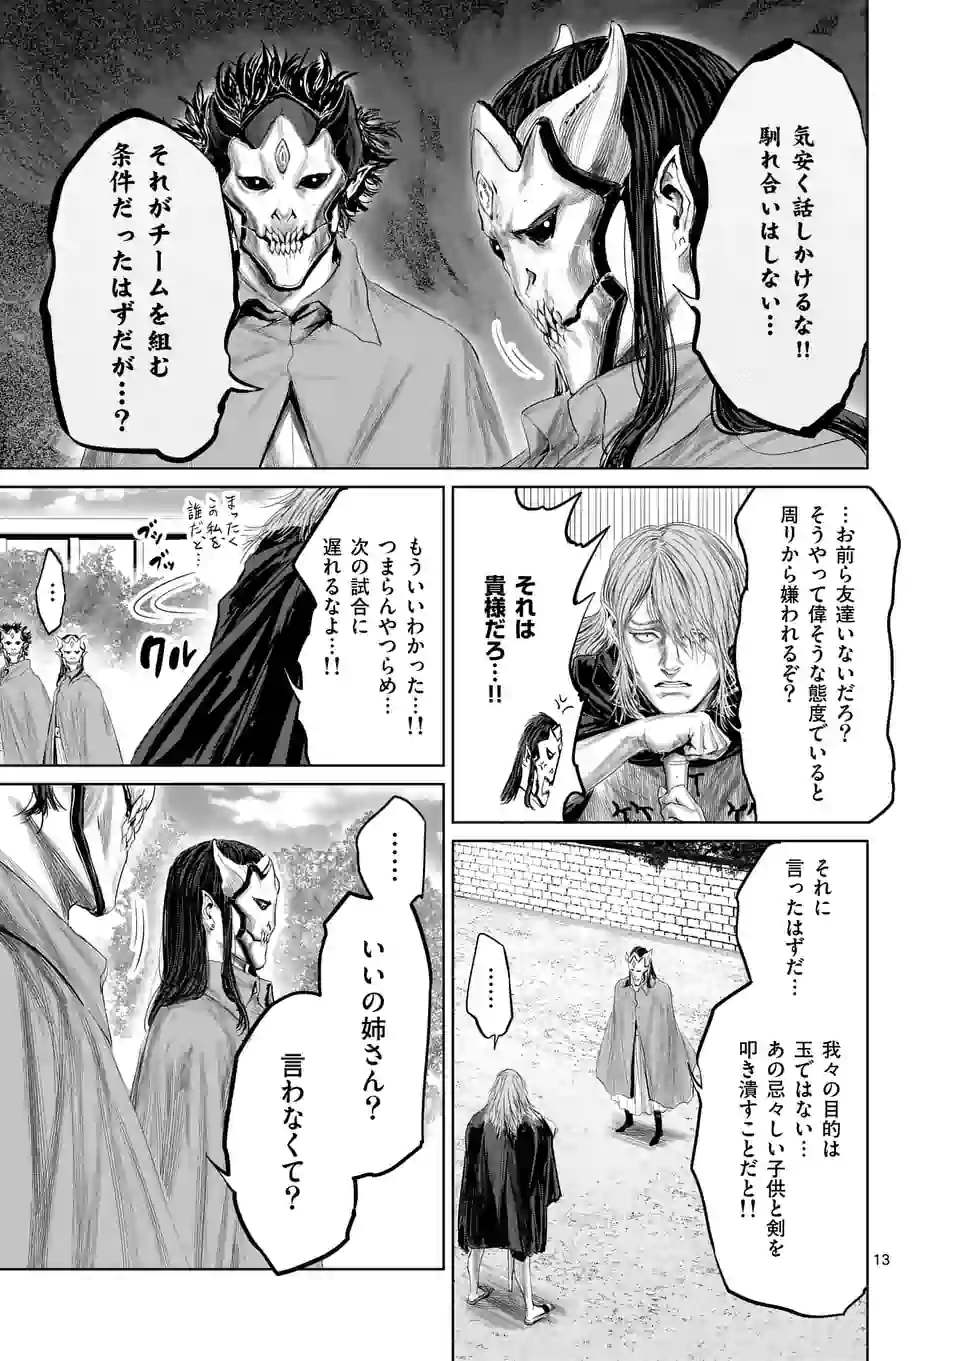 気安く話しかけるな!!
馴れ合いはしない…
それがチームを組む
条件だったはずだが…?
…お前ら友達いないだろ?
そうやって偉そうな態度でいると
周りから嫌われるぞ?
それは
貴様だろ…!!
もういいわかった…!!
つまらんやつらめ…
次の試合に
遅れるなよ…!!
まったく
この私を
誰だと…
ブツ
ブツ
クル
…
それに
言ったはずだ…
我々の目的は
玉ではない…
あの忌々しい子供と剣を
叩き潰すことだと!!
……
……
いいの姉さん?
言わなくて?
13